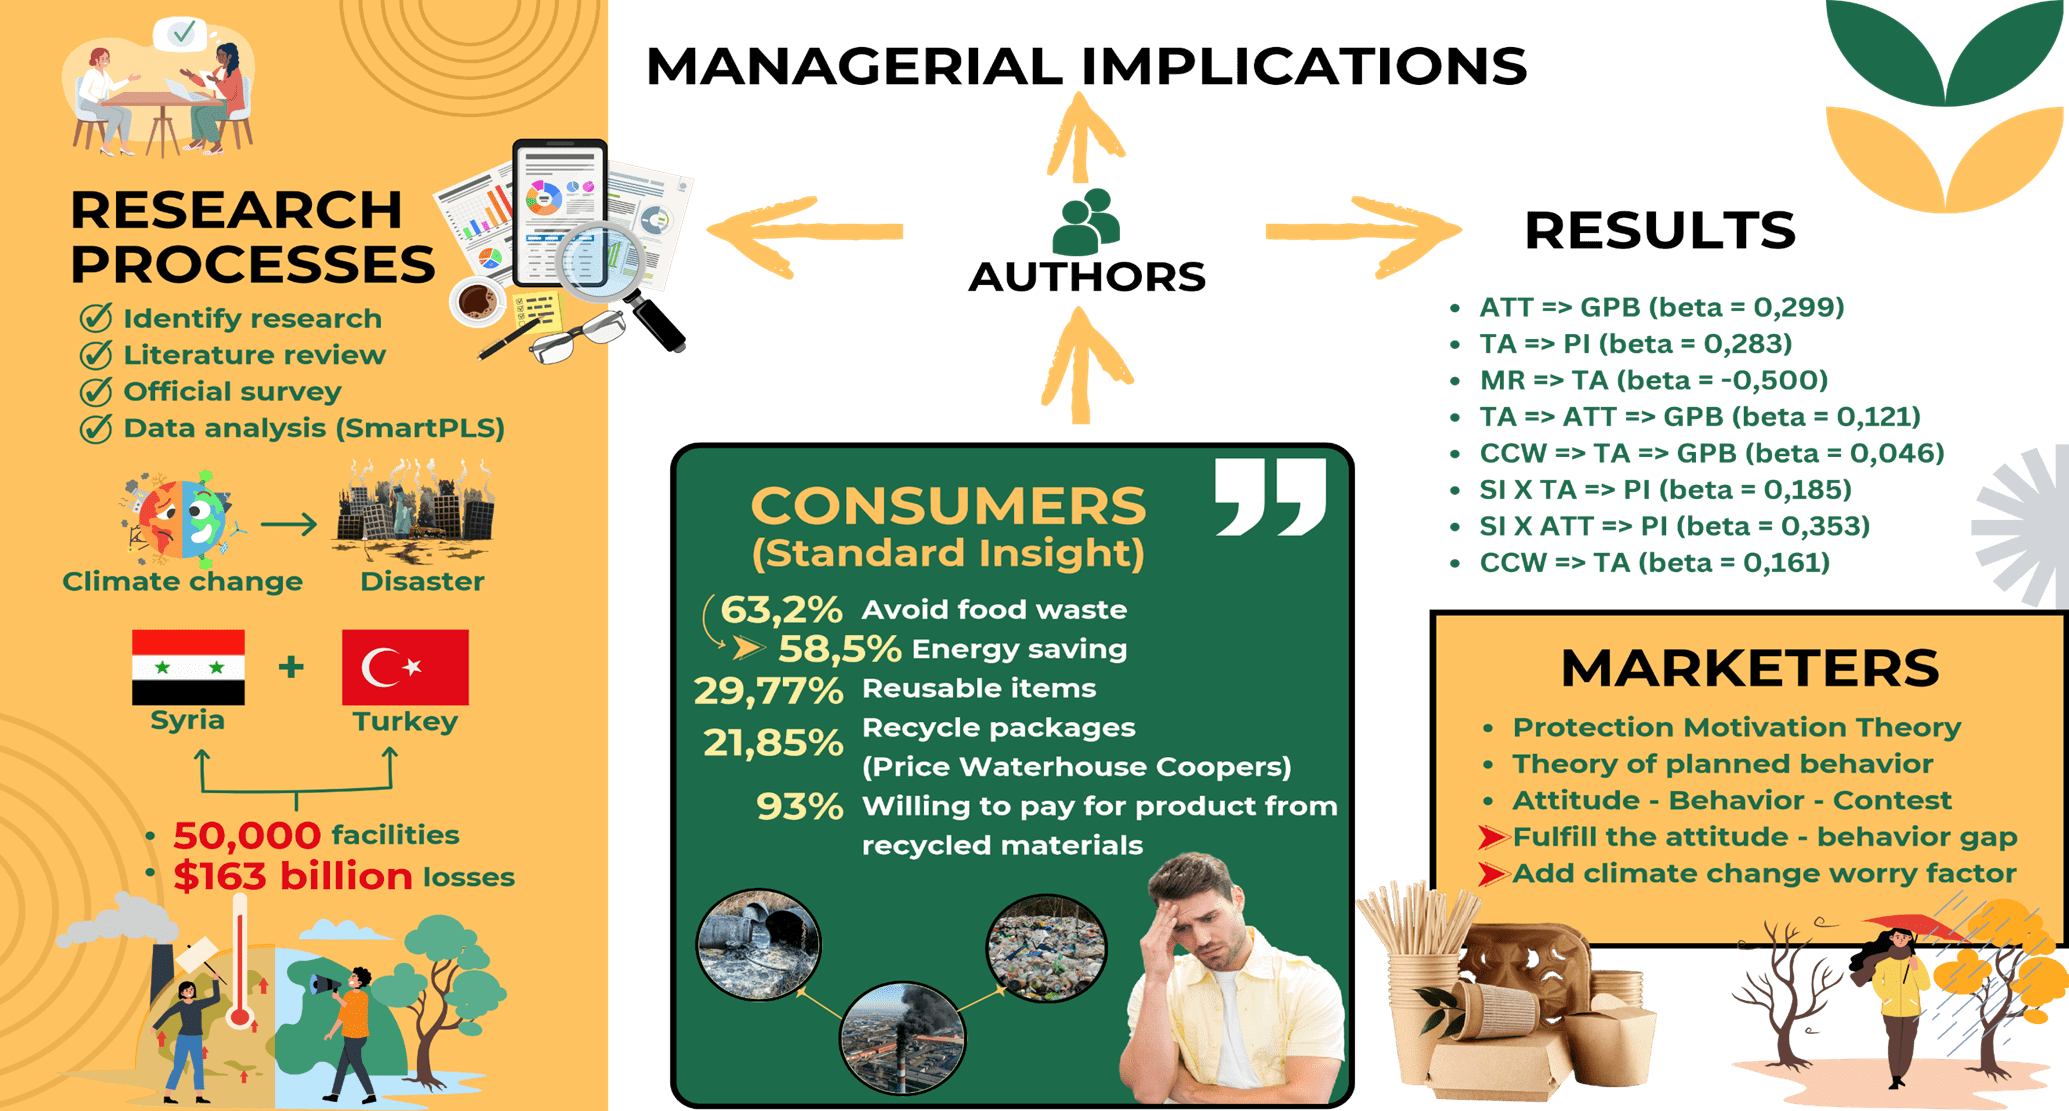 MANAGERIAL IMPLICATIONS
RESEARCH
PROCESSES
Identify research
Literature review
Official survey
Data analysis (SmartPLS)
Climate change
Disaster
Syria
+
Turkey
50,000 facilities
$163 billion losses
AUTHORS
CONSUMERS
(Standard Insight)
63,2% Avoid food waste
58,5% Energy saving
29,77% Reusable items
21,85% Recycle packages
(Price Waterhouse Coopers)
93% Willing to pay for product from
recycled materials
RESULTS
• ATT => GPB (beta = 0,299)
• TA => PI (beta = 0,283)
• MR => TA (beta = -0,500)
• TA => ATT => GPB (beta = 0,121)
• CCW => TA => GPB (beta = 0,046)
• SI X TA => PI (beta = 0,185)
• SI X ATT => PI (beta = 0,353)
• CCW => TA (beta = 0,161)
MARKETERS
• Protection Motivation Theory
• Theory of planned behavior
• Attitude - Behavior - Contest
Fulfill the attitude - behavior gap
Add climate change worry factor